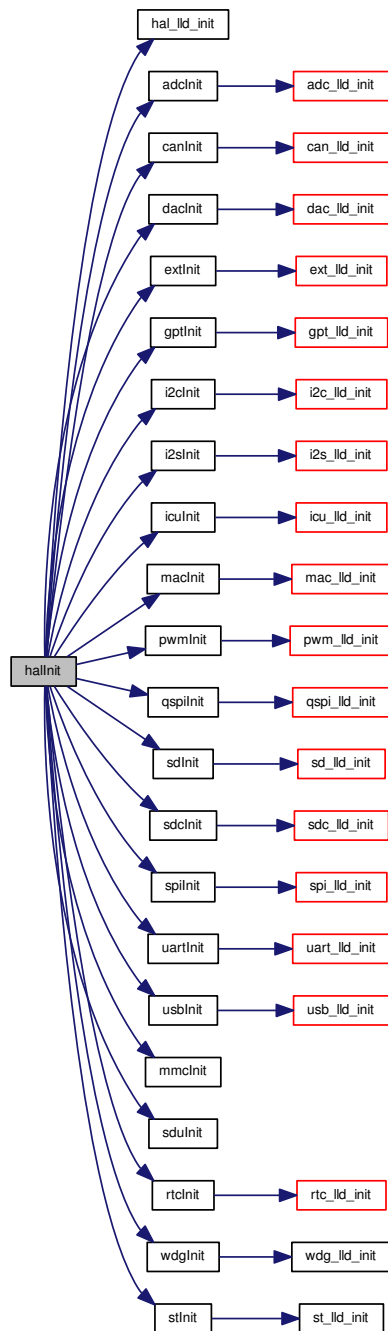 hal_lld_init
adcInit adc_lld_init
canInit can_lld_init
dacInit dac_lld_init
extInit ext_lld_init
gptInit gpt_lld_init
i2cInit i2c_lld_init
i2sInit i2s_lld_init
icuInit icu_lld_init
macInit mac_lld_init
pwmInit pwm_lld_init
halInit
qspiInit qspi_lld_init
sdInit sd_lld_init
sdcInit sdc_lld_init
spiInit spi_lld_init
uartInit uart_lld_init
usbInit usb_lld_init
mmcInit
sduInit
rtcInit rtc_lld_init
wdgInit wdg_lld_init
stInit st_lld_init